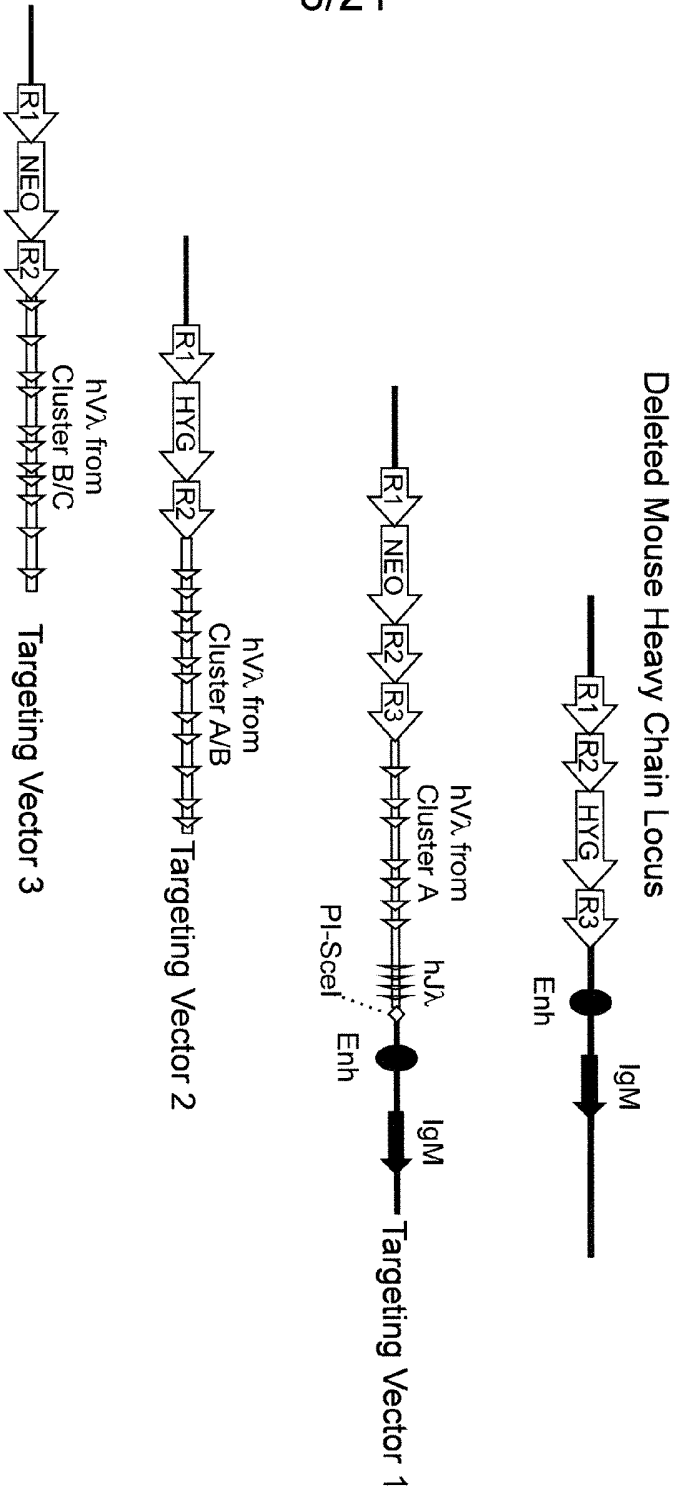 Deleted Mouse Heavy Chain Locus
R1
R2
HYG
R3
Enh
IgM
R1
NEO
R2
R3
hVλ from
Cluster A
hJλ
PI-SceI
Enh
IgM
Targeting Vector 1
R1
HYG
R2
hVλ from
Cluster A/B
Targeting Vector 2
R1
NEO
R2
hVλ from
Cluster B/C
Targeting Vector 3